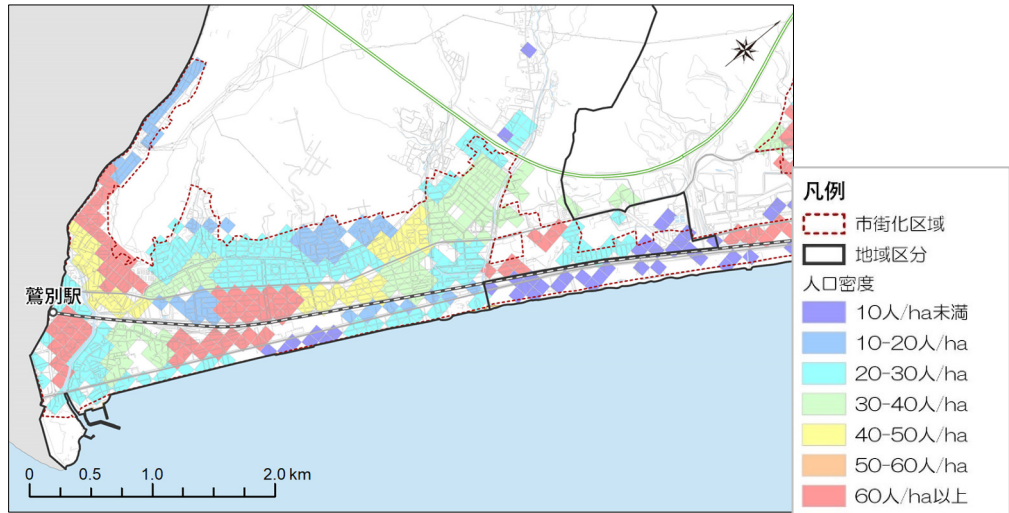 鷲別駅
0 0.5 1.0 2.0 km
凡例
市街化区域
地域区分
人口密度
10人/ha未満
10-20人/ha
20-30人/ha
30-40人/ha
40-50人/ha
50-60人/ha
60人/ha以上